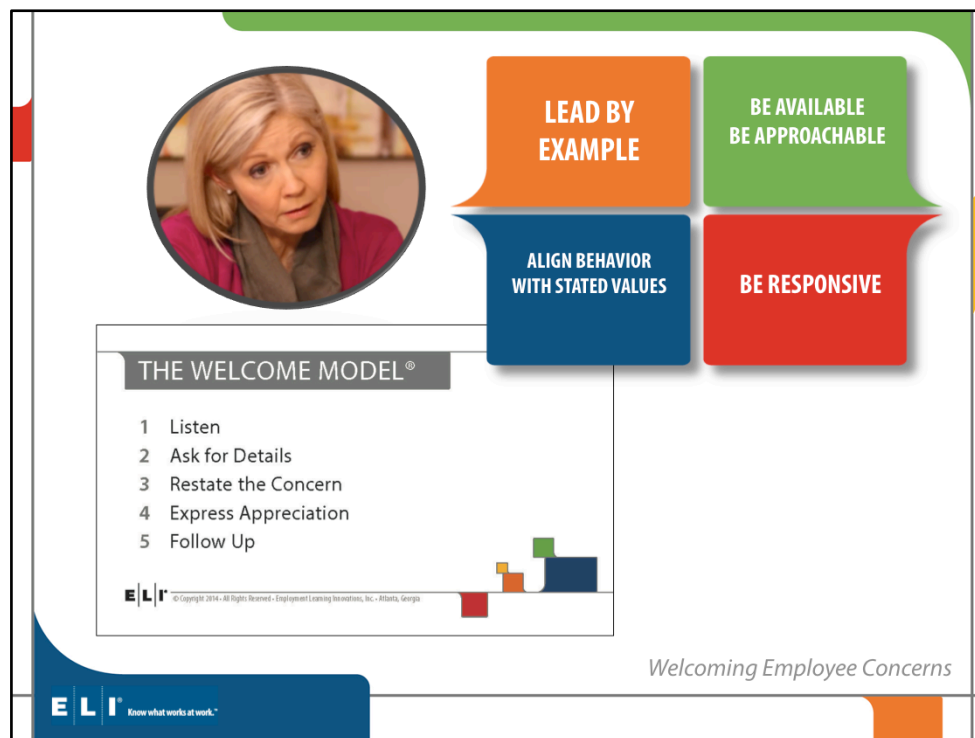 LEAD BY
EXAMPLE
BE AVAILABLE
BE APPROACHABLE
ALIGN BEHAVIOR
WITH STATED VALUES
BE RESPONSIVE
THE WELCOME MODEL®
1 Listen
2 Ask for Details
3 Restate the Concern
4 Express Appreciation
5 Follow Up
E|L|I® © Copyright 2014 • All Rights Reserved • Employment Learning Innovations, Inc. • Atlanta, Georgia
Welcoming Employee Concerns
E|L|I® Know what works at work.™